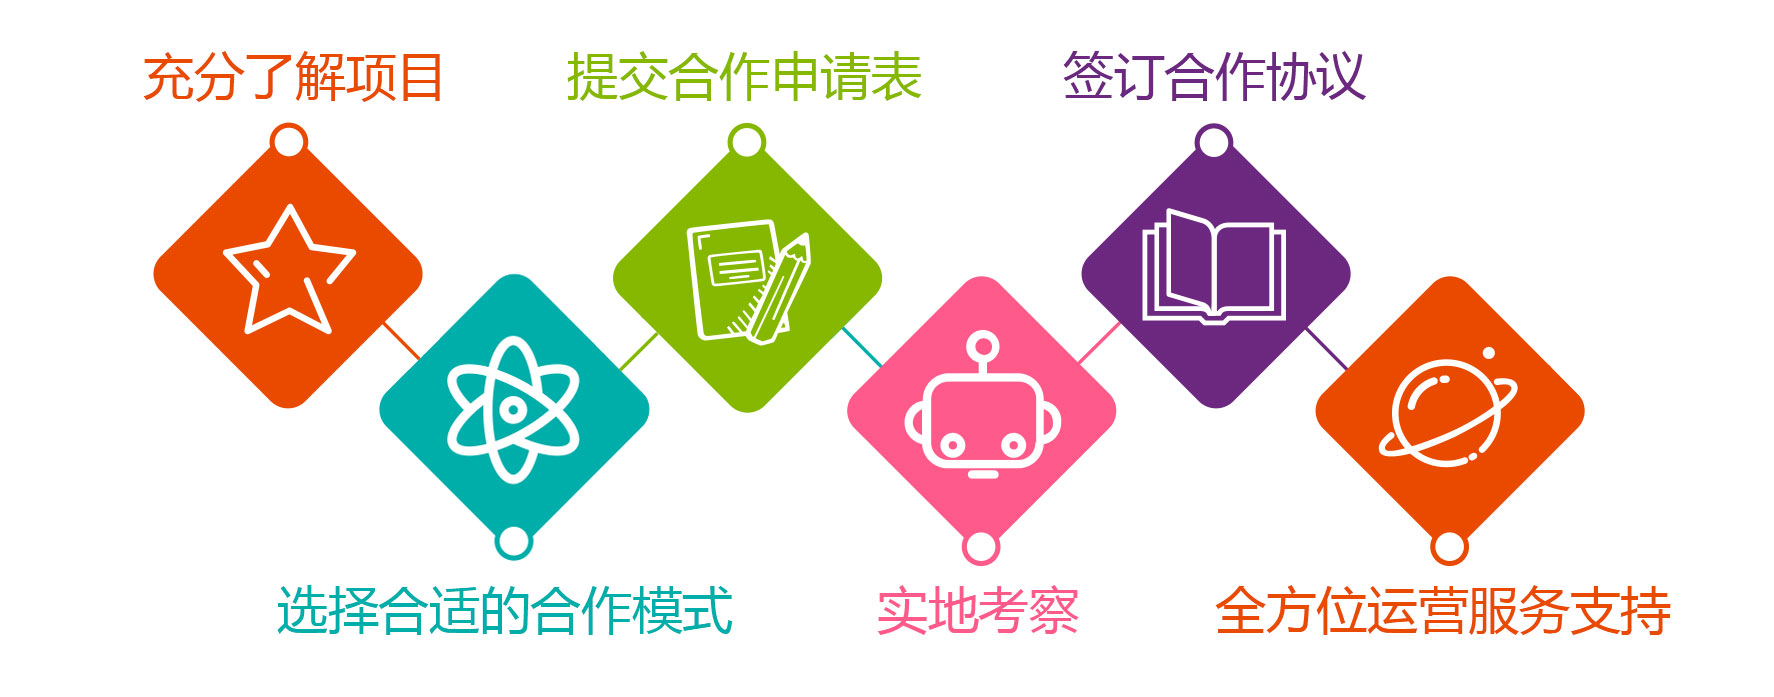 充分了解项目
提交合作申请表
签订合作协议
选择合适的合作模式
实地考察
全方位运营服务支持